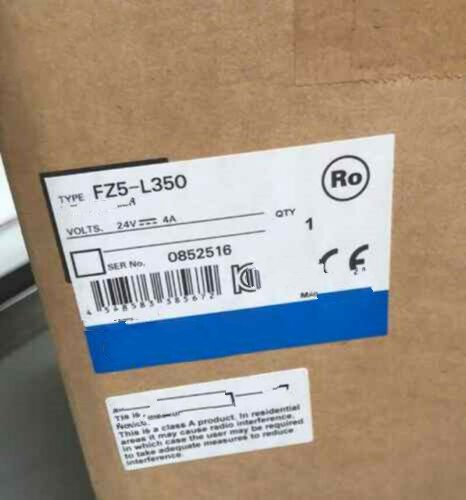 TYPE FZ5-L350
Ro
VOLTS. 24V 4A
QTY 1
SER No. 0852516
CE
This is a class A product. In residential
areas it may cause radio interference,
in which case the user may be required
to take adequate measures to reduce
interference.